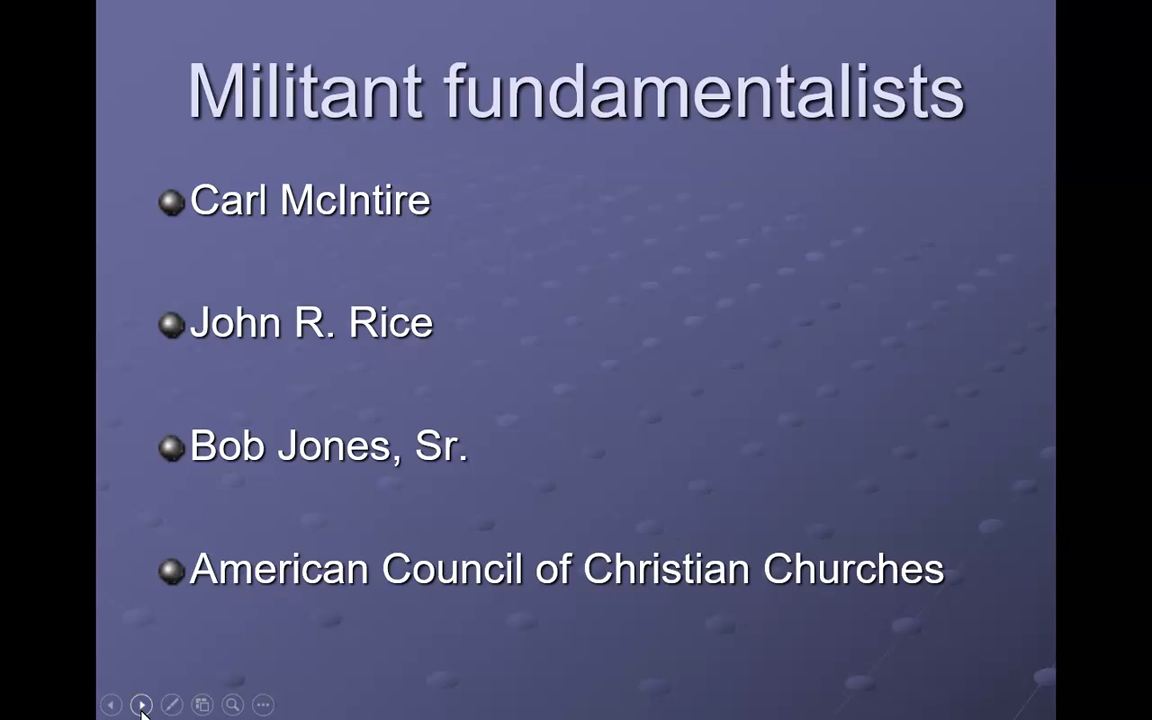 Militant fundamentalists
Carl McIntire
John R. Rice
Bob Jones, Sr.
American Council of Christian Churches